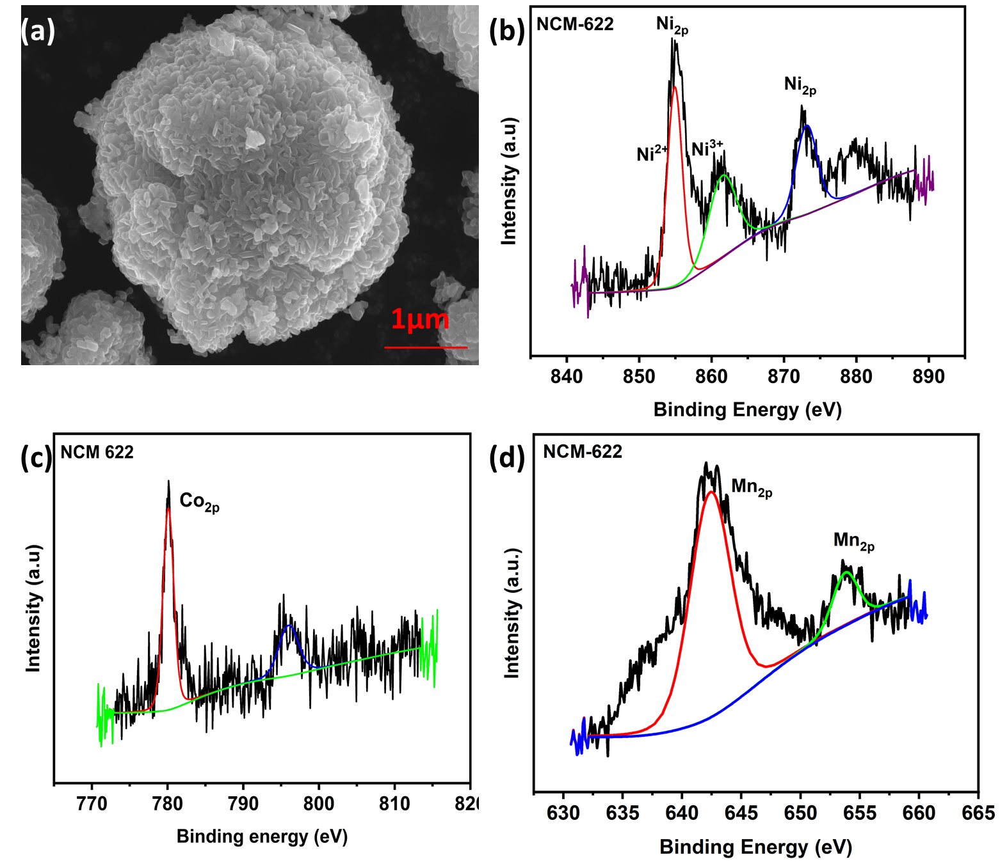 (a)
1μm
(b)
NCM-622
Ni2p
Ni2p
Ni2+
Ni3+
Intensity (a.u)
840 850 860 870 880 890
Binding Energy (eV)
(c)
NCM 622
Co2p
Intensity (a.u)
770 780 790 800 810 820
Binding energy (eV)
(d)
NCM-622
Mn2p
Mn2p
Intensity (a.u.)
630 635 640 645 650 655 660 665
Binding Energy (eV)